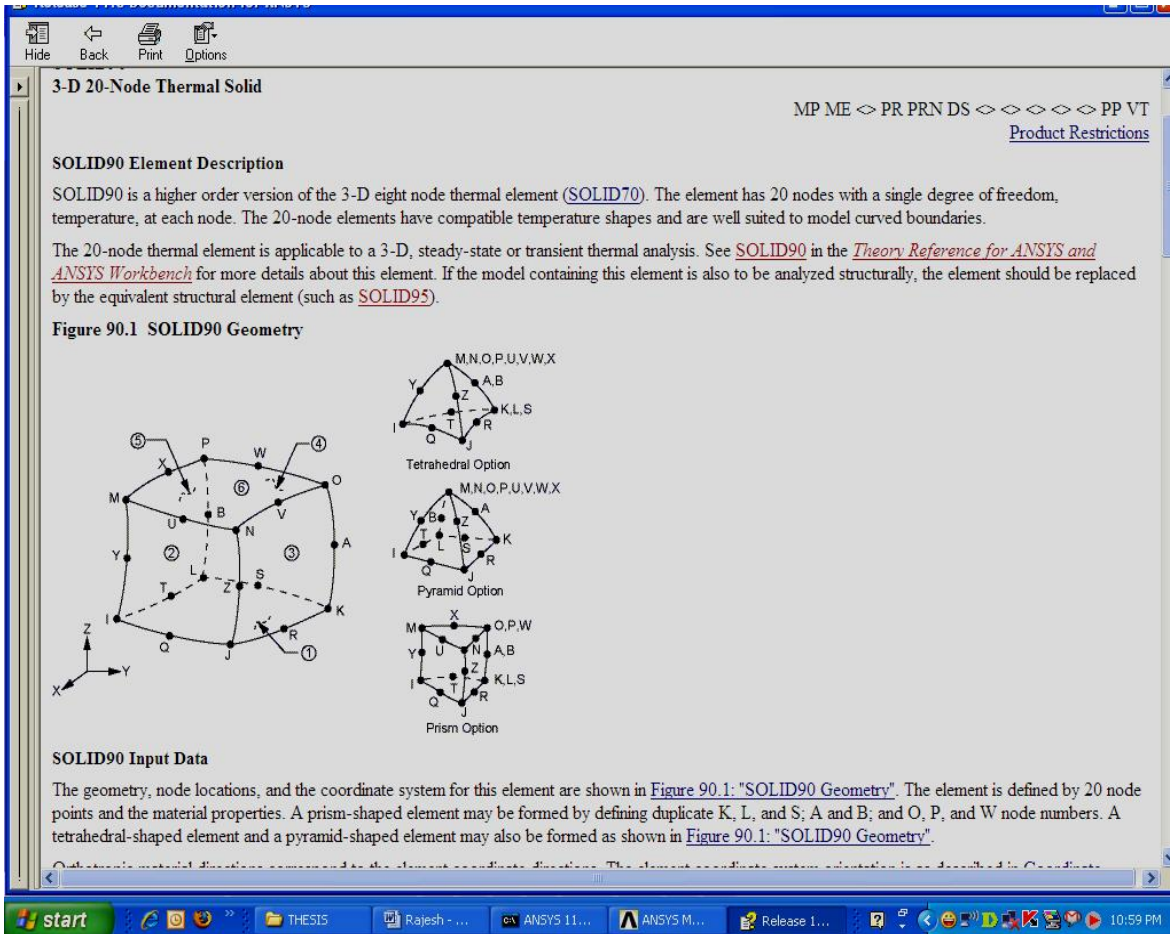 Hide Back Print Options
3-D 20-Node Thermal Solid
MP ME <> PR PRN DS <> <> <> <> <> PP VT
Product Restrictions
SOLID90 Element Description
SOLID90 is a higher order version of the 3-D eight node thermal element (SOLID70). The element has 20 nodes with a single degree of freedom,
temperature, at each node. The 20-node elements have compatible temperature shapes and are well suited to model curved boundaries.
The 20-node thermal element is applicable to a 3-D, steady-state or transient thermal analysis. See SOLID90 in the Theory Reference for ANSYS and
ANSYS Workbench for more details about this element. If the model containing this element is also to be analyzed structurally, the element should be replaced
by the equivalent structural element (such as SOLID95).
Figure 90.1 SOLID90 Geometry
M,N,O,P,U,V,W,X
Y A,B
Z
K,L,S
I T R
Q J
Tetrahedral Option
5 P W 4
X 6 O
M U B V
N
Y 2 3 A
L S
T Z
I K
Q R
J 1
Z
Y
X
M,N,O,P,U,V,W,X
Y B Z A
T L S K
I R
Q J
Pyramid Option
X
M O,P,W
U N
Y A,B
Z
I T K,L,S
Q R
J
Prism Option
SOLID90 Input Data
The geometry, node locations, and the coordinate system for this element are shown in Figure 90.1: "SOLID90 Geometry". The element is defined by 20 node
points and the material properties. A prism-shaped element may be formed by defining duplicate K, L, and S; A and B; and O, P, and W node numbers. A
tetrahedral-shaped element and a pyramid-shaped element may also be formed as shown in Figure 90.1: "SOLID90 Geometry".
start THESIS Rajesh - ... ANSYS 11... ANSYS M... Release 1... 10:59 PM